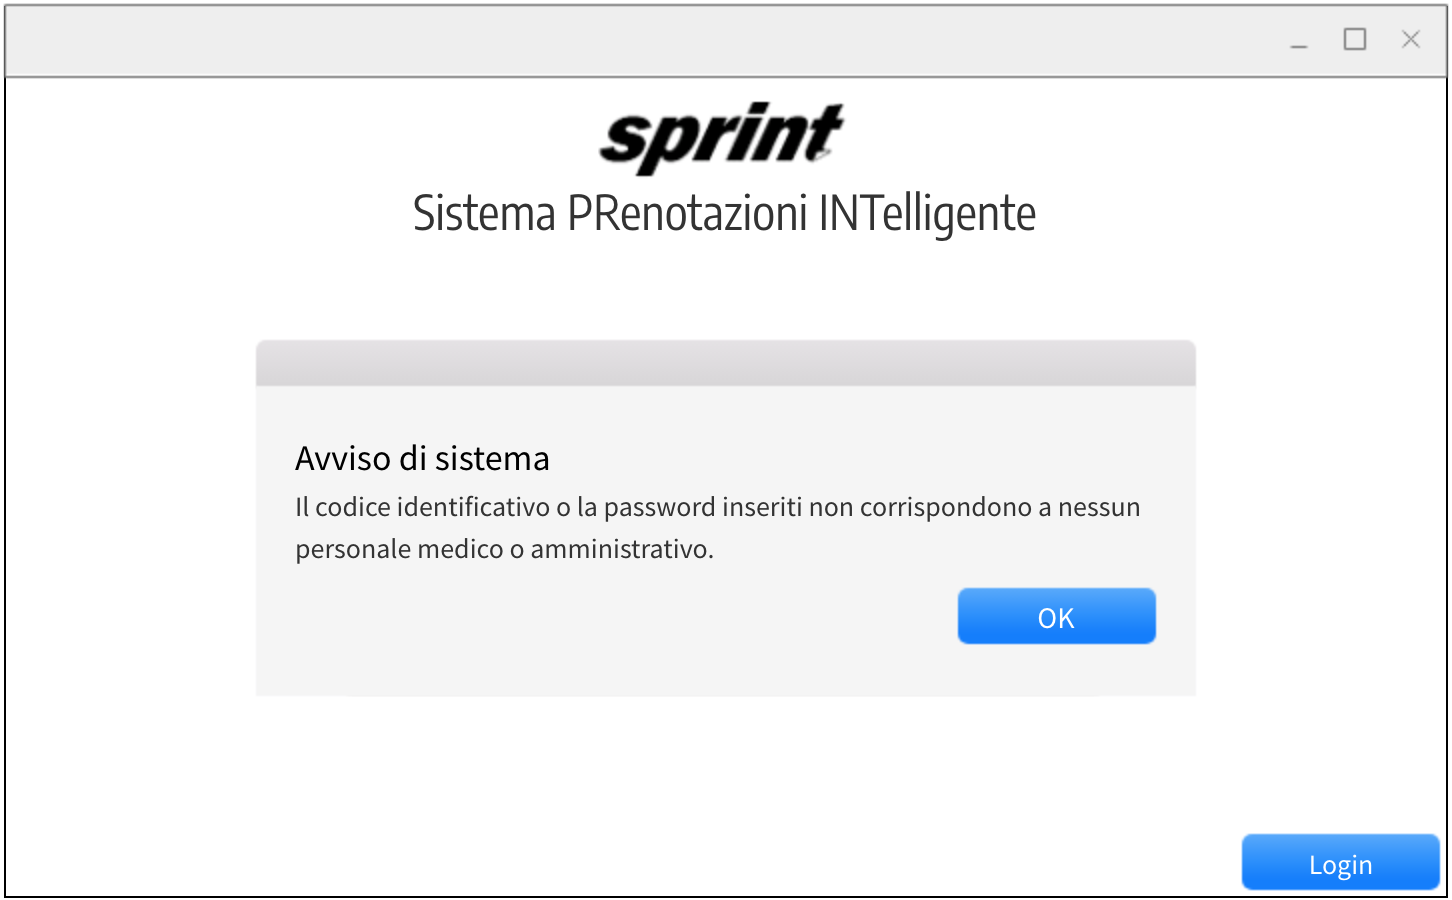 sprint
Sistema PRenotazioni INTelligente
Avviso di sistema
Il codice identificativo o la password inseriti non corrispondono a nessun
personale medico o amministrativo.
OK
Login